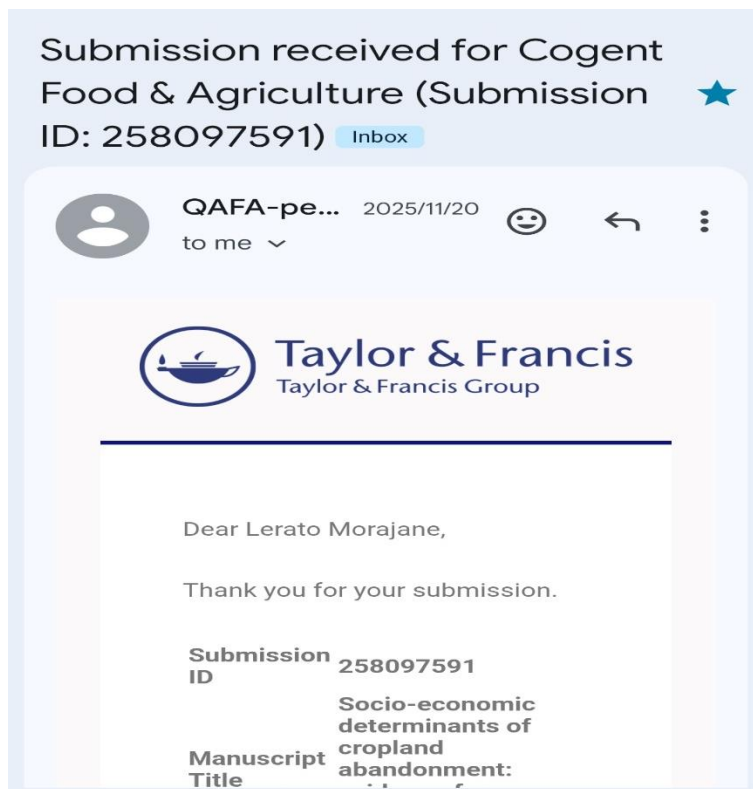 Submission received for Cogent
Food & Agriculture (Submission
ID: 258097591) Inbox
QAFA-pe... 2025/11/20
to me
Taylor & Francis
Taylor & Francis Group
Dear Lerato Morajane,
Thank you for your submission.
Submission
ID
258097591
Manuscript
Title
Socio-economic
determinants of
cropland
abandonment: